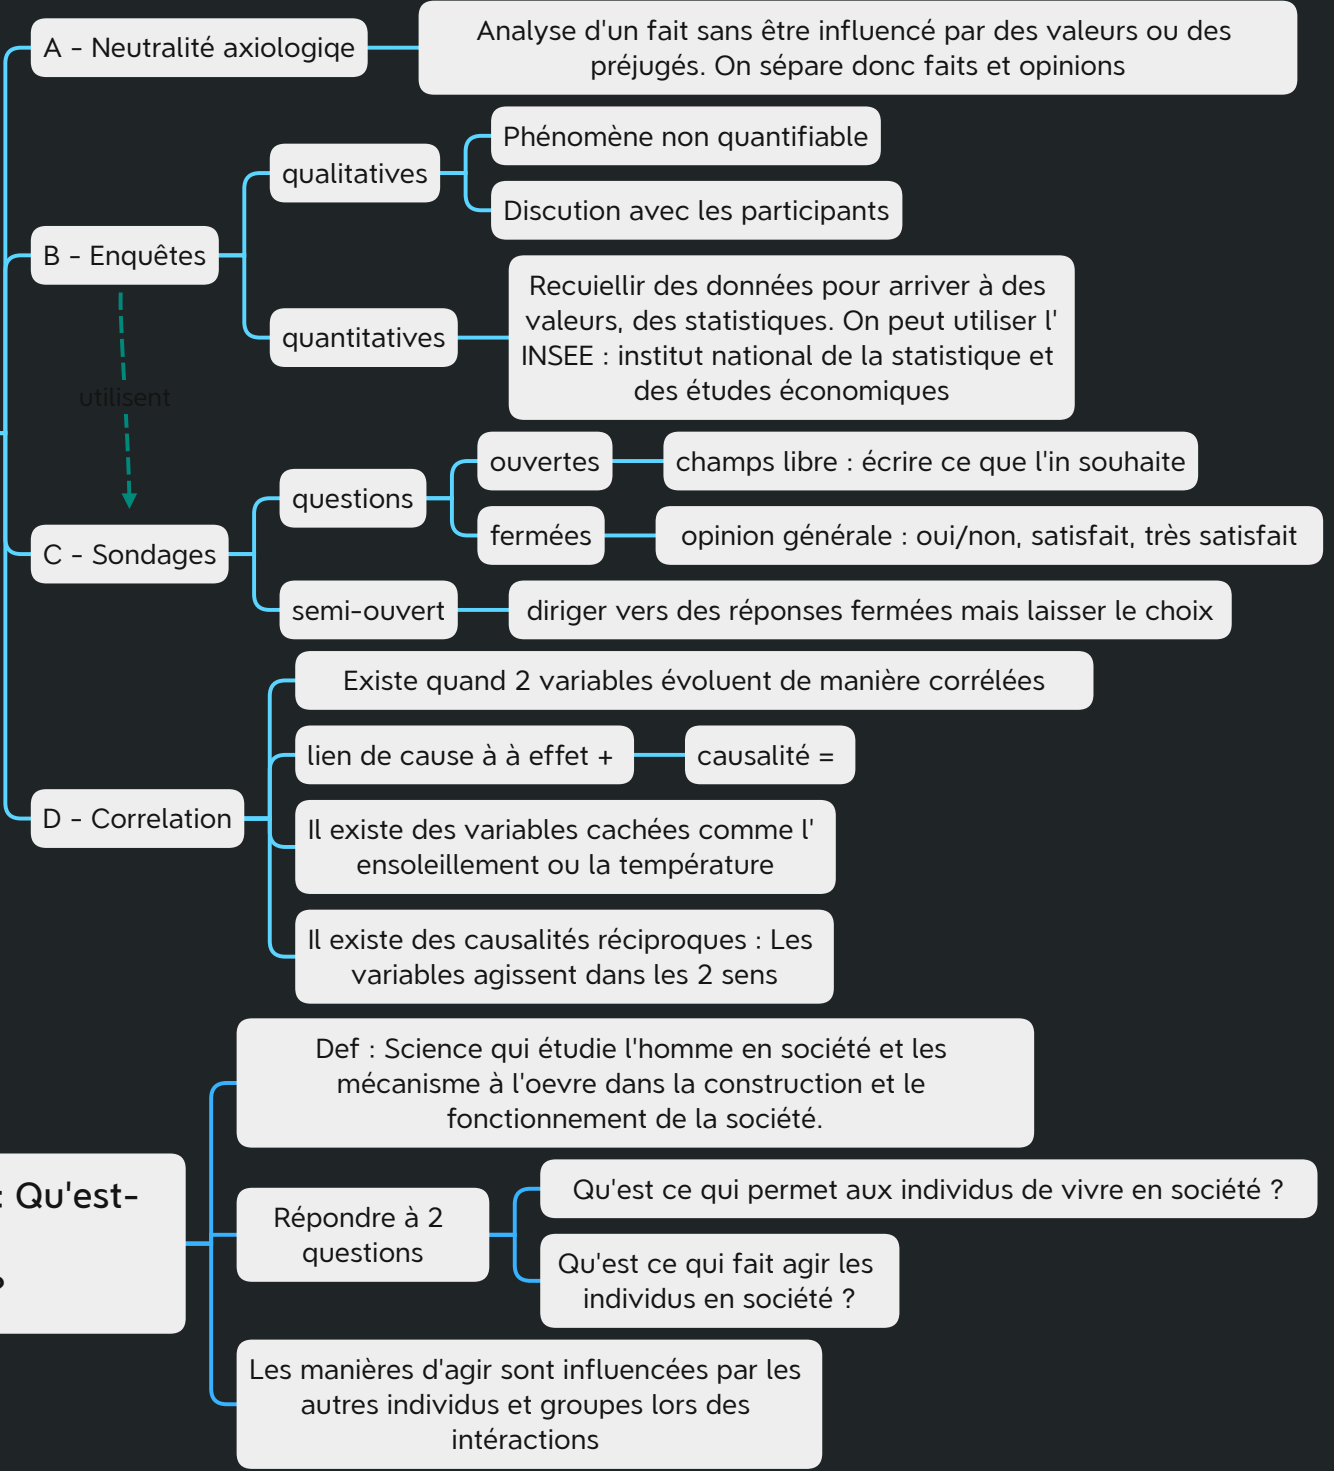 A - Neutralité axiologiqe
Analyse d'un fait sans être influencé par des valeurs ou des
préjugés. On sépare donc faits et opinions
B - Enquêtes
qualitatives
Phénomène non quantifiable
Discution avec les participants
quantitatives
Recuiellir des données pour arriver à des
valeurs, des statistiques. On peut utiliser l'
INSEE : institut national de la statistique et
des études économiques
utilisent
C - Sondages
questions
ouvertes
champs libre : écrire ce que l'in souhaite
fermées
opinion générale : oui/non, satisfait, très satisfait
semi-ouvert
diriger vers des réponses fermées mais laisser le choix
D - Correlation
Existe quand 2 variables évoluent de manière corrélées
lien de cause à à effet +
causalité =
Il existe des variables cachées comme l'
ensoleillement ou la température
Il existe des causalités réciproques : Les
variables agissent dans les 2 sens
: Qu'est-
?
Def : Science qui étudie l'homme en société et les
mécanisme à l'oevre dans la construction et le
fonctionnement de la société.
Répondre à 2
questions
Qu'est ce qui permet aux individus de vivre en société ?
Qu'est ce qui fait agir les
individus en société ?
Les manières d'agir sont influencées par les
autres individus et groupes lors des
intéractions